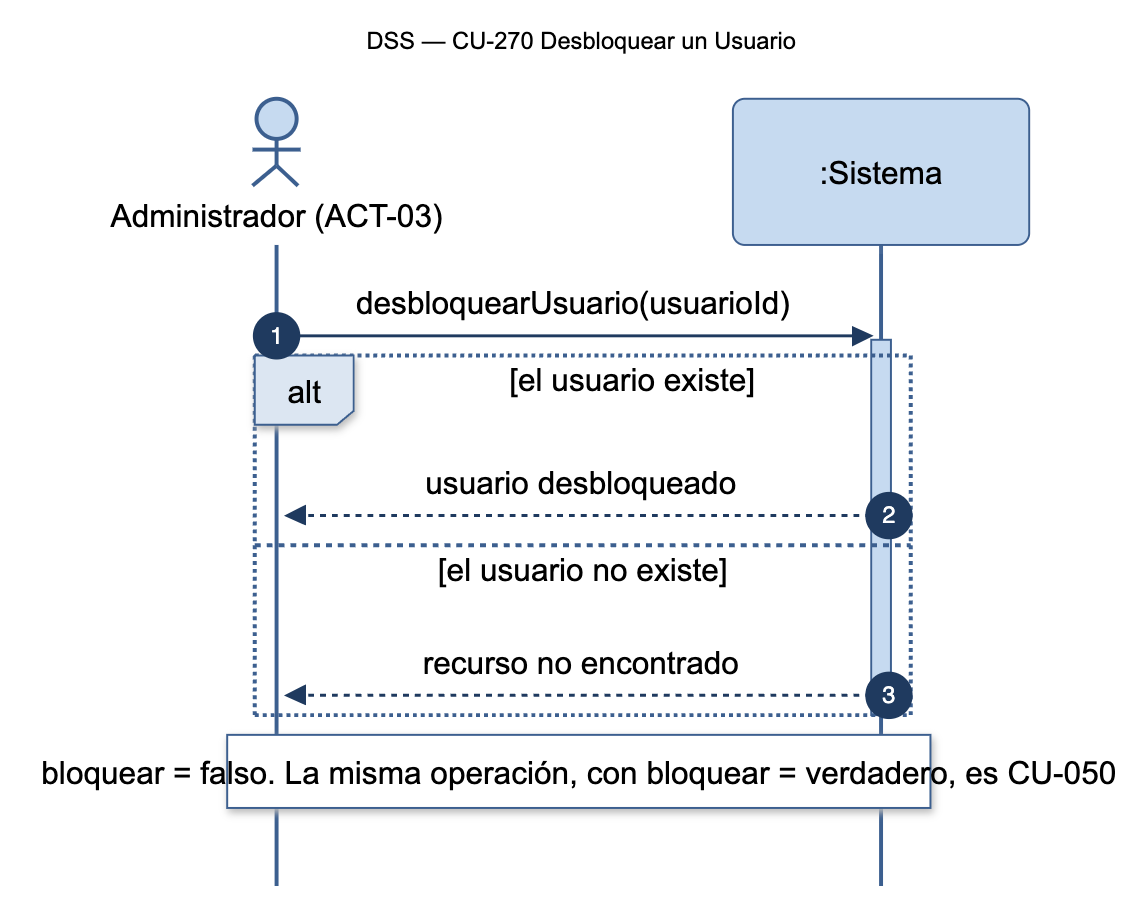 DSS — CU-270 Desbloquear un Usuario
Administrador (ACT-03)
:Sistema
desbloquearUsuario(usuarioId)
1
alt
[el usuario existe]
usuario desbloqueado
2
[el usuario no existe]
recurso no encontrado
3
bloquear = falso. La misma operación, con bloquear = verdadero, es CU-050